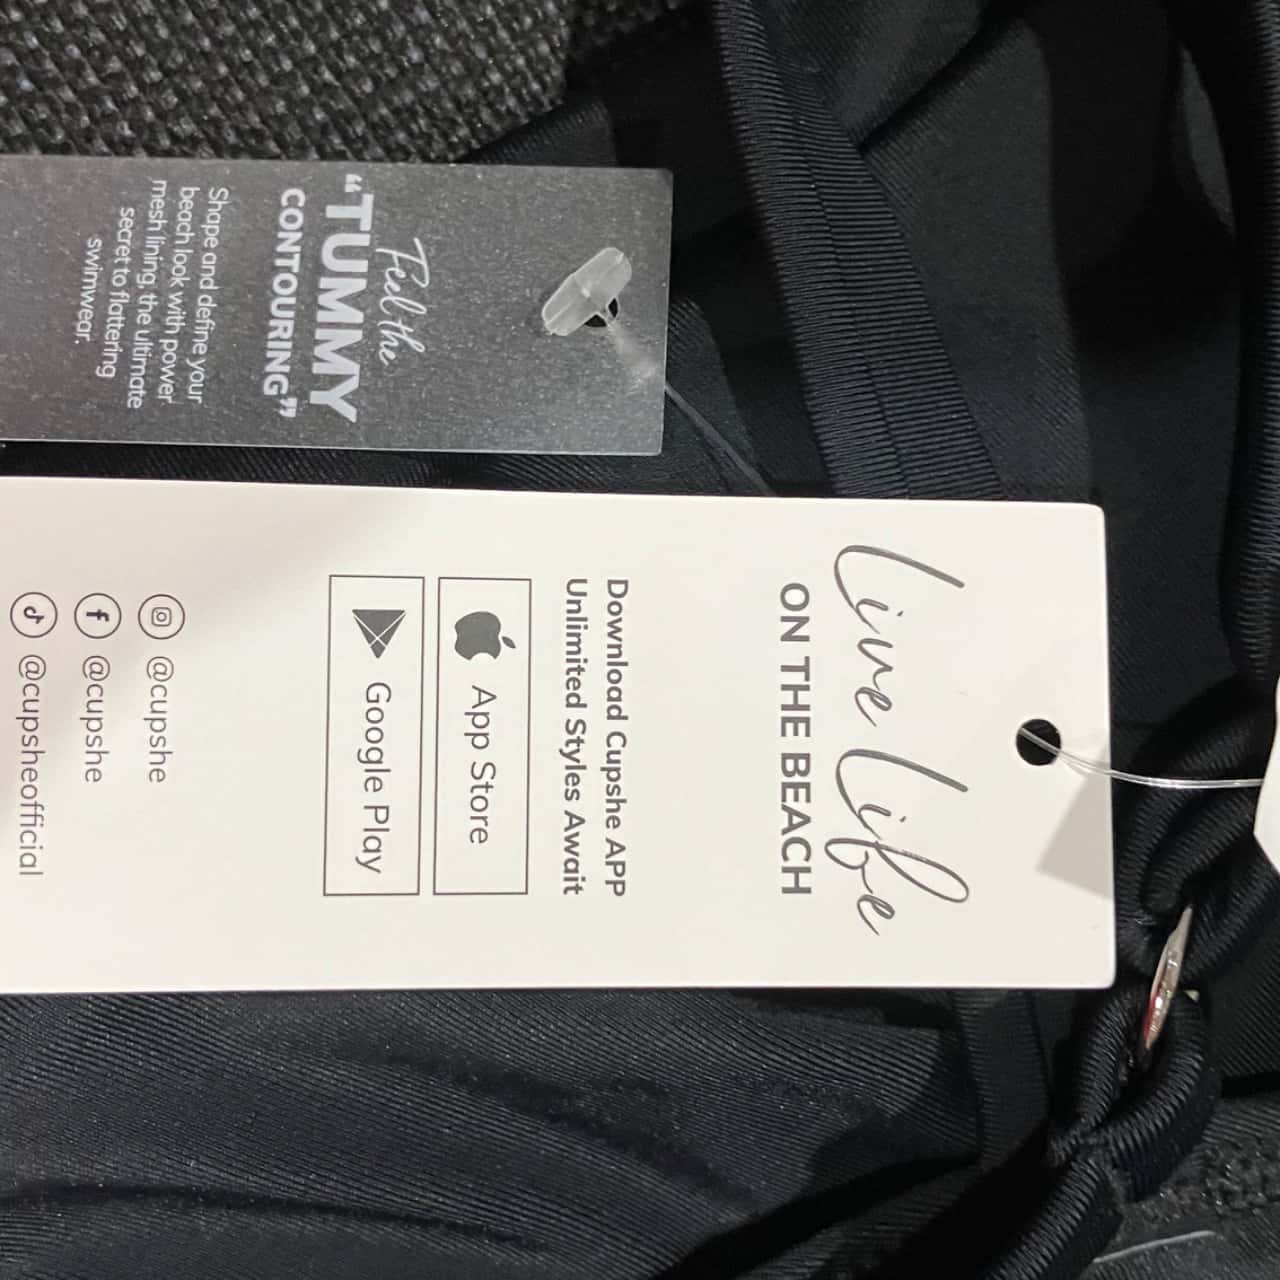 Feel the
“TUMMY
CONTOURING”
Shape and define your
beach look with power
mesh lining, the ultimate
secret to flattering
swimwear.
Live Life
ON THE BEACH
Download Cupshe APP
Unlimited Styles Await
App Store
Google Play
@cupshe
@cupshe
@cupsheofficial